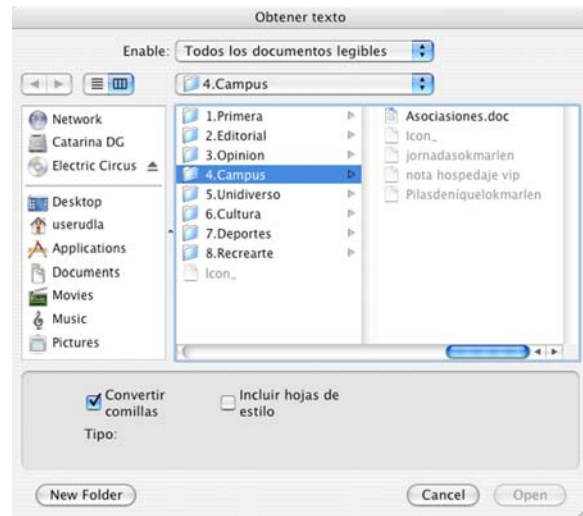 Obtener texto
Enable: Todos los documentos legibles
4.Campus
Network
Catarina DG
Electric Circus
Desktop
userudla
Applications
Documents
Movies
Music
Pictures
1.Primera
2.Editorial
3.Opinion
4.Campus
5.Unidiverso
6.Cultura
7.Deportes
8.Recrearte
Icon_
Asociasiones.doc
Icon_
jornadasokmarlen
nota hospedaje vip
Pilasdeníquelokmarlen
Convertir
comillas
Incluir hojas de
estilo
Tipo:
New Folder
Cancel
Open